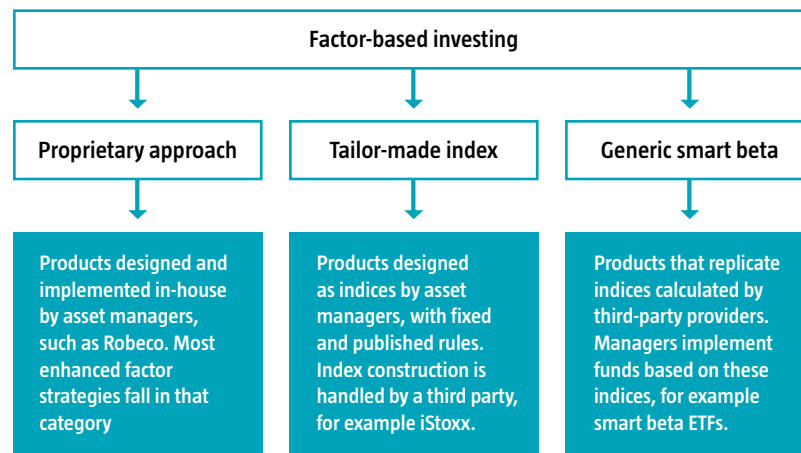 Factor-based investing
Proprietary approach
Tailor-made index
Generic smart beta
Products designed and
implemented in-house
by asset managers,
such as Robeco. Most
enhanced factor
strategies fall in that
category
Products designed
as indices by asset
managers, with fixed
and published rules.
Index construction is
handled by a third party,
for example iStoxx.
Products that replicate
indices calculated by
third-party providers.
Managers implement
funds based on these
indices, for example
smart beta ETFs.